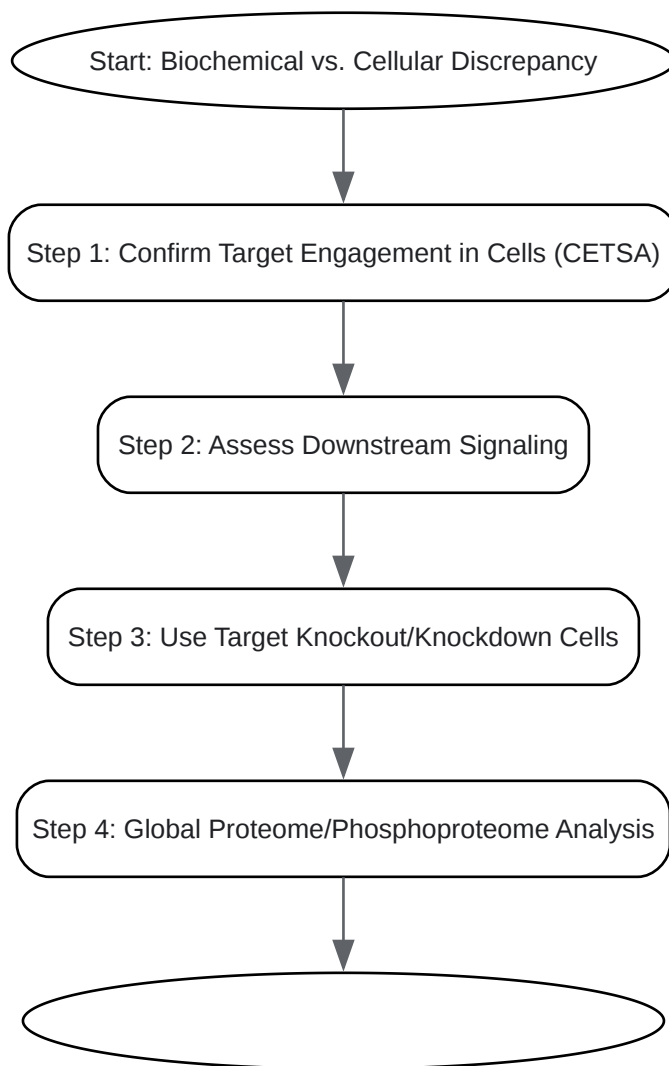 Start: Biochemical vs. Cellular Discrepancy
Step 1: Confirm Target Engagement in Cells (CETSA)
Step 2: Assess Downstream Signaling
Step 3: Use Target Knockout/Knockdown Cells
Step 4: Global Proteome/Phosphoproteome Analysis